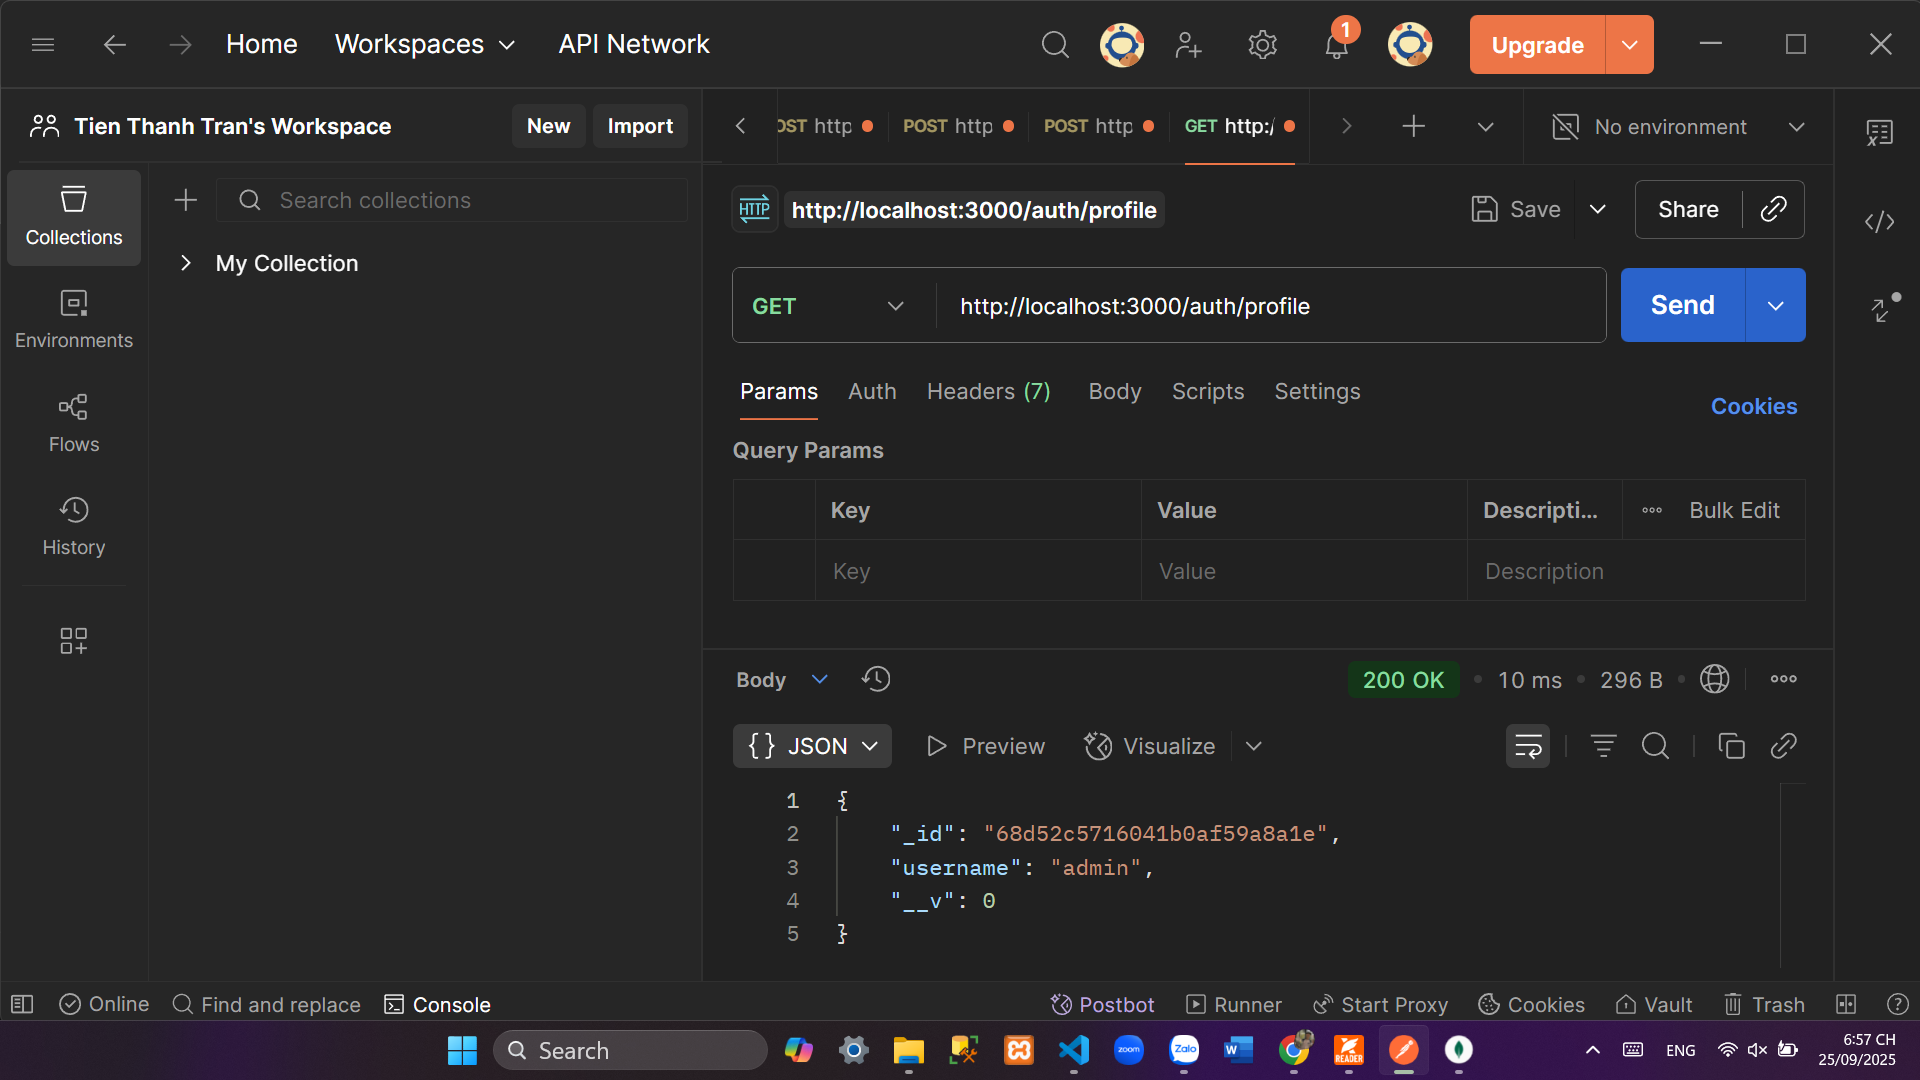 Home Workspaces API Network 1 Upgrade
Tien Thanh Tran's Workspace New Import
OST http POST http POST http GET http:/ No environment
Collections
Environments
Flows
History
Search collections
My Collection
HTTP http://localhost:3000/auth/profile Save Share
GET http://localhost:3000/auth/profile Send
Params Auth Headers (7) Body Scripts Settings Cookies
Query Params
Key Value Descripti... Bulk Edit
Key Value Description
Body 200 OK 10 ms 296 B
{} JSON Preview Visualize
1 {
2 "_id": "68d52c5716041b0af59a8a1e",
3 "username": "admin",
4 "__v": 0
5 }
Online Find and replace Console Postbot Runner Start Proxy Cookies Vault Trash
Search zoom Zalo W READER ENG 6:57 CH
25/09/2025